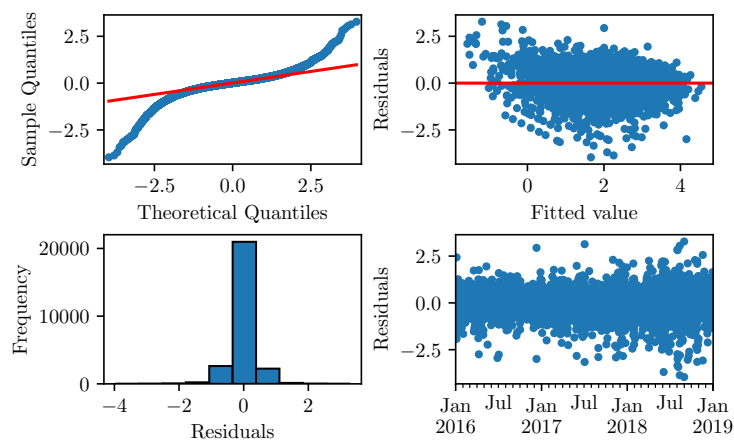 Sample Quantiles
2.5
0.0
−2.5
−2.5 0.0 2.5
Theoretical Quantiles
Residuals
2.5
0.0
−2.5
0 2 4
Fitted value
Frequency
20000
10000
0
−4 −2 0 2
Residuals
Residuals
2.5
0.0
−2.5
Jan Jul Jan Jul Jan Jul Jan
2016 2017 2018 2019